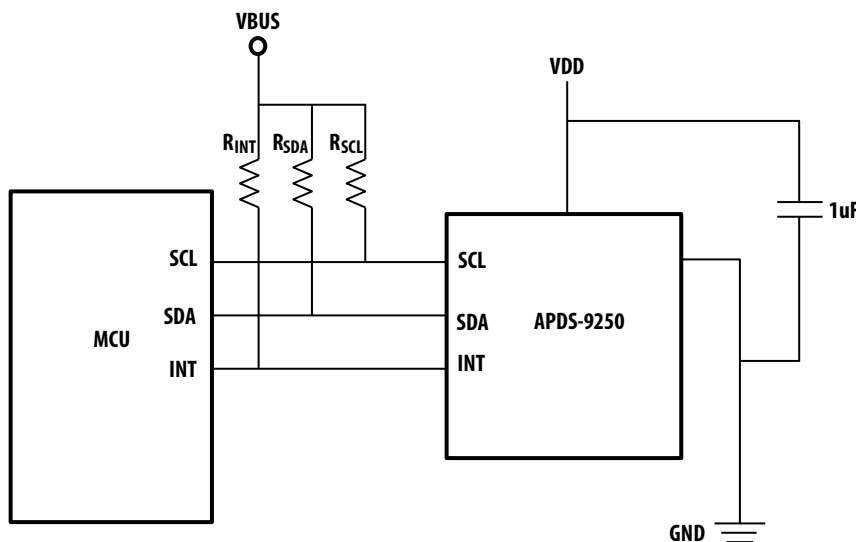 VBUS
VDD
RINT RSDA RSCL
1uF
SCL SCL
SDA SDA
MCU APDS-9250
INT INT
GND